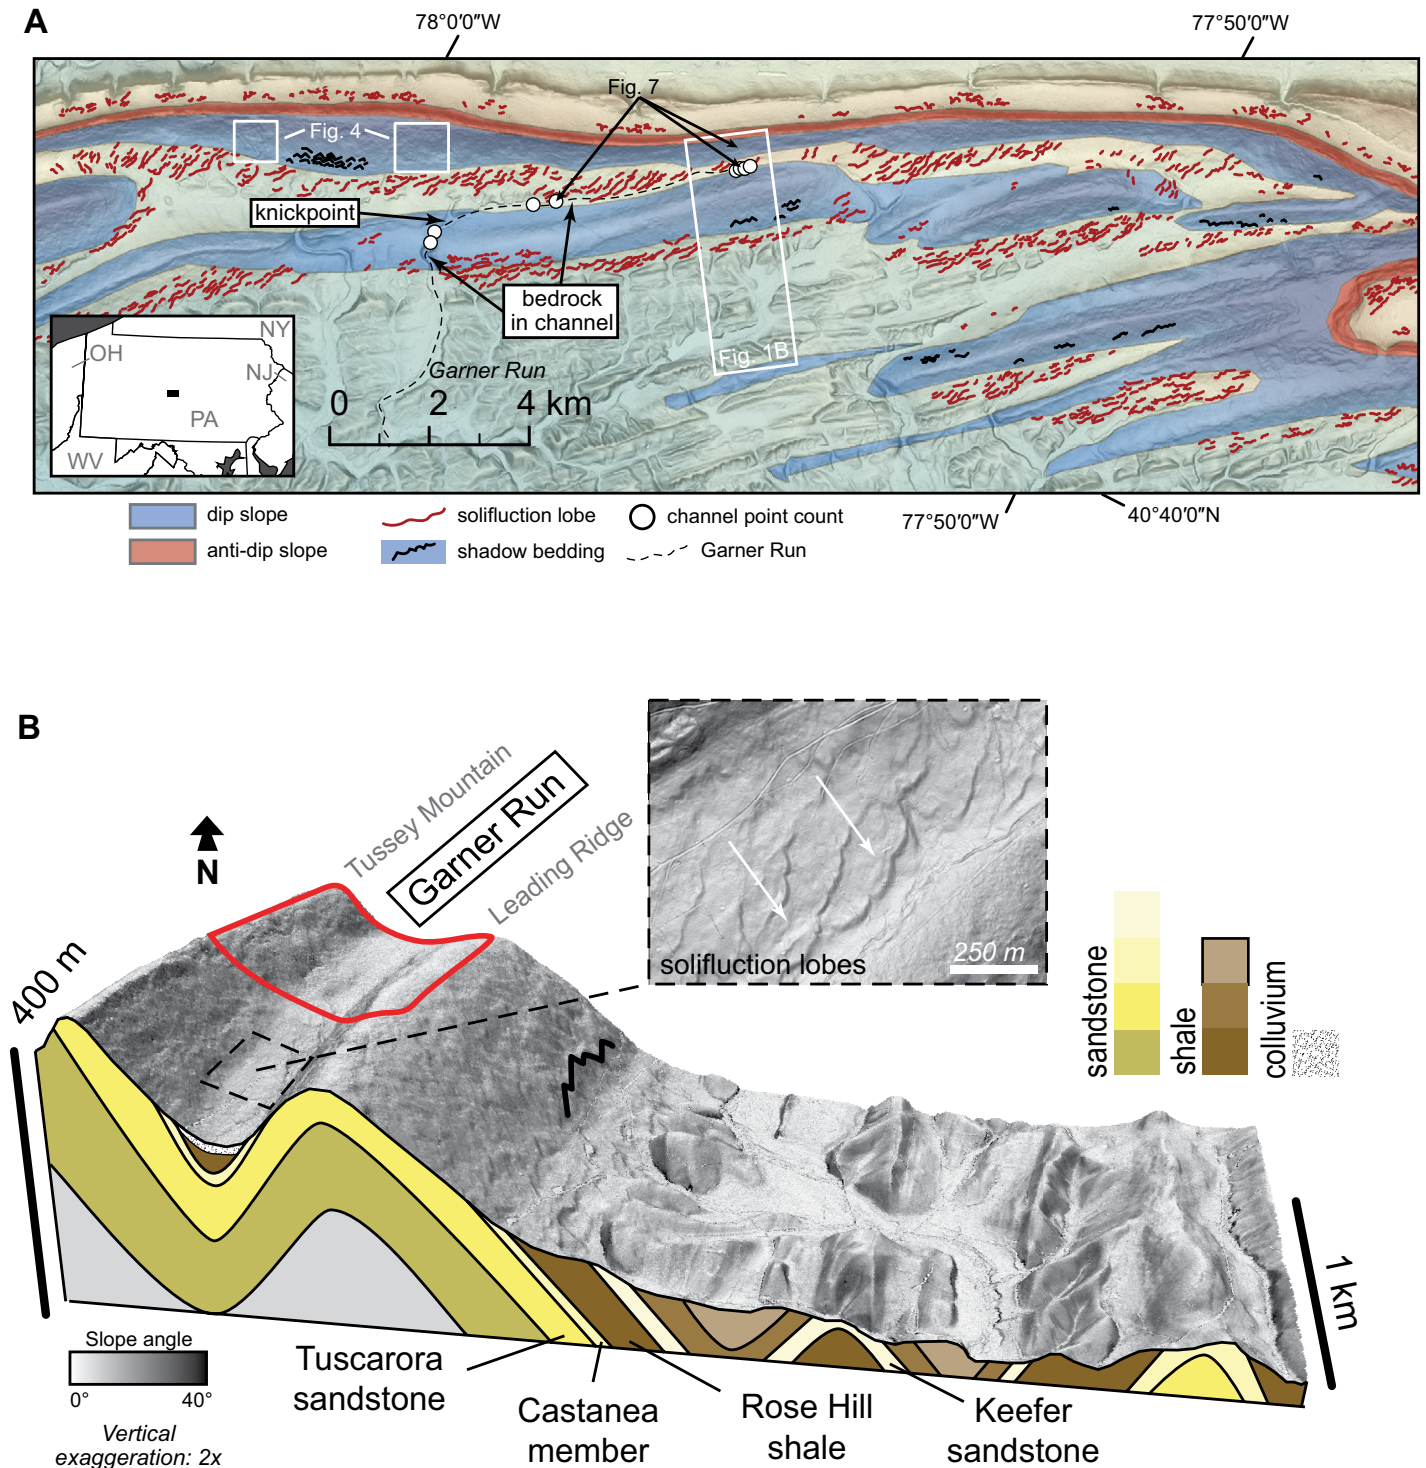 A
78°0'0"W
77°50'0"W
Fig. 7
Fig. 4
knickpoint
bedrock
in channel
Fig. 1B
Garner Run
0 2 4 km
NY
OH
NJ
PA
WV
77°50'0"W
40°40'0"N
dip slope
solifluction lobe
channel point count
anti-dip slope
shadow bedding
Garner Run
B
N
Tussey Mountain
Garner Run
Leading Ridge
400 m
solifluction lobes
250 m
sandstone
shale
colluvium
1 km
Slope angle
0° 40°
Vertical
exaggeration: 2x
Tuscarora
sandstone
Castanea
member
Rose Hill
shale
Keefer
sandstone